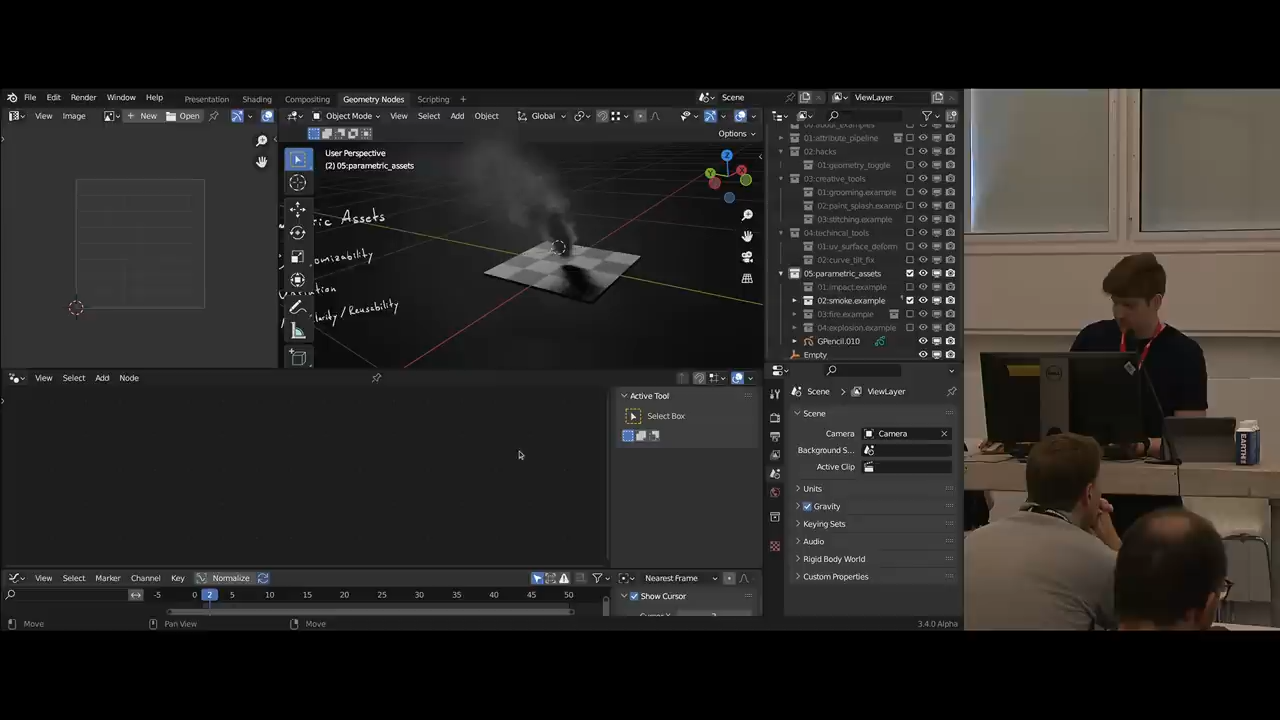 File Edit Render Window Help Presentation Shading Compositing Geometry Nodes Scripting + Scene ViewLayer
View Image New Open Object Mode View Select Add Object Global
Options
User Perspective
(2) 05:parametric_assets
ric Assets
omizability
larity / Reusability
Z
Y
X
01:attribute_pipeline
02:hacks
01:geometry_toggle
03:creative_tools
01:grooming.example
02:paint_splash.exampl
03:stitching.example
04:techincal_tools
01:uv_surface_deform
02:curve_tilt_fix
05:parametric_assets
01:impact.example
02:smoke.example
03:fire.example
04:explosion.example
GPencil.010
Empty
View Select Add Node
Active Tool
Select Box
Scene > ViewLayer
Scene
Camera Camera
Background S...
Active Clip
Units
Gravity
Keying Sets
Audio
Rigid Body World
Custom Properties
View Select Marker Channel Key Normalize Nearest Frame
-5 0 2 5 10 15 20 25 30 35 40 45 50
Show Cursor
Move Pan View Move 3.4.0 Alpha
DELL